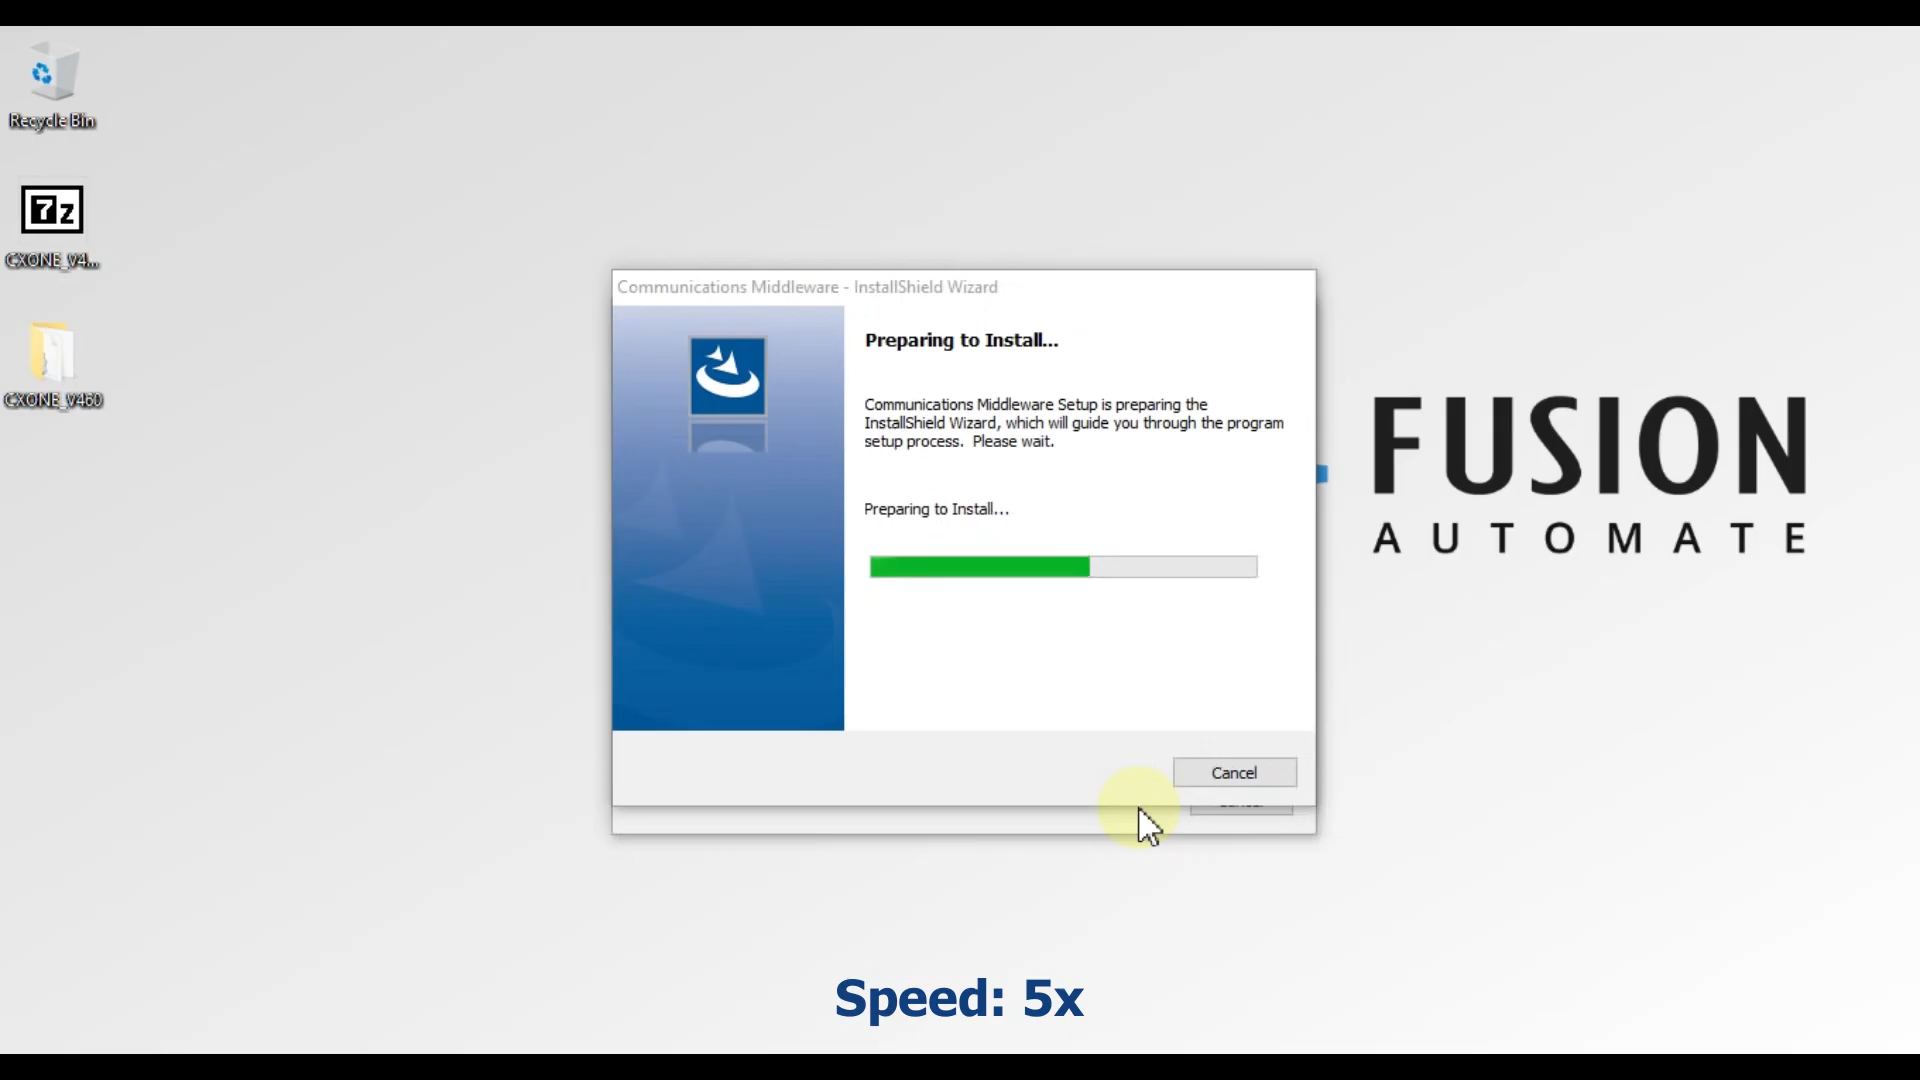 Recycle Bin
CXONE_V4...
CXONE_V460
Communications Middleware - InstallShield Wizard
Preparing to Install...
Communications Middleware Setup is preparing the
InstallShield Wizard, which will guide you through the program
setup process.  Please wait.
Preparing to Install...
Cancel
FUSION
AUTOMATE
Speed: 5x